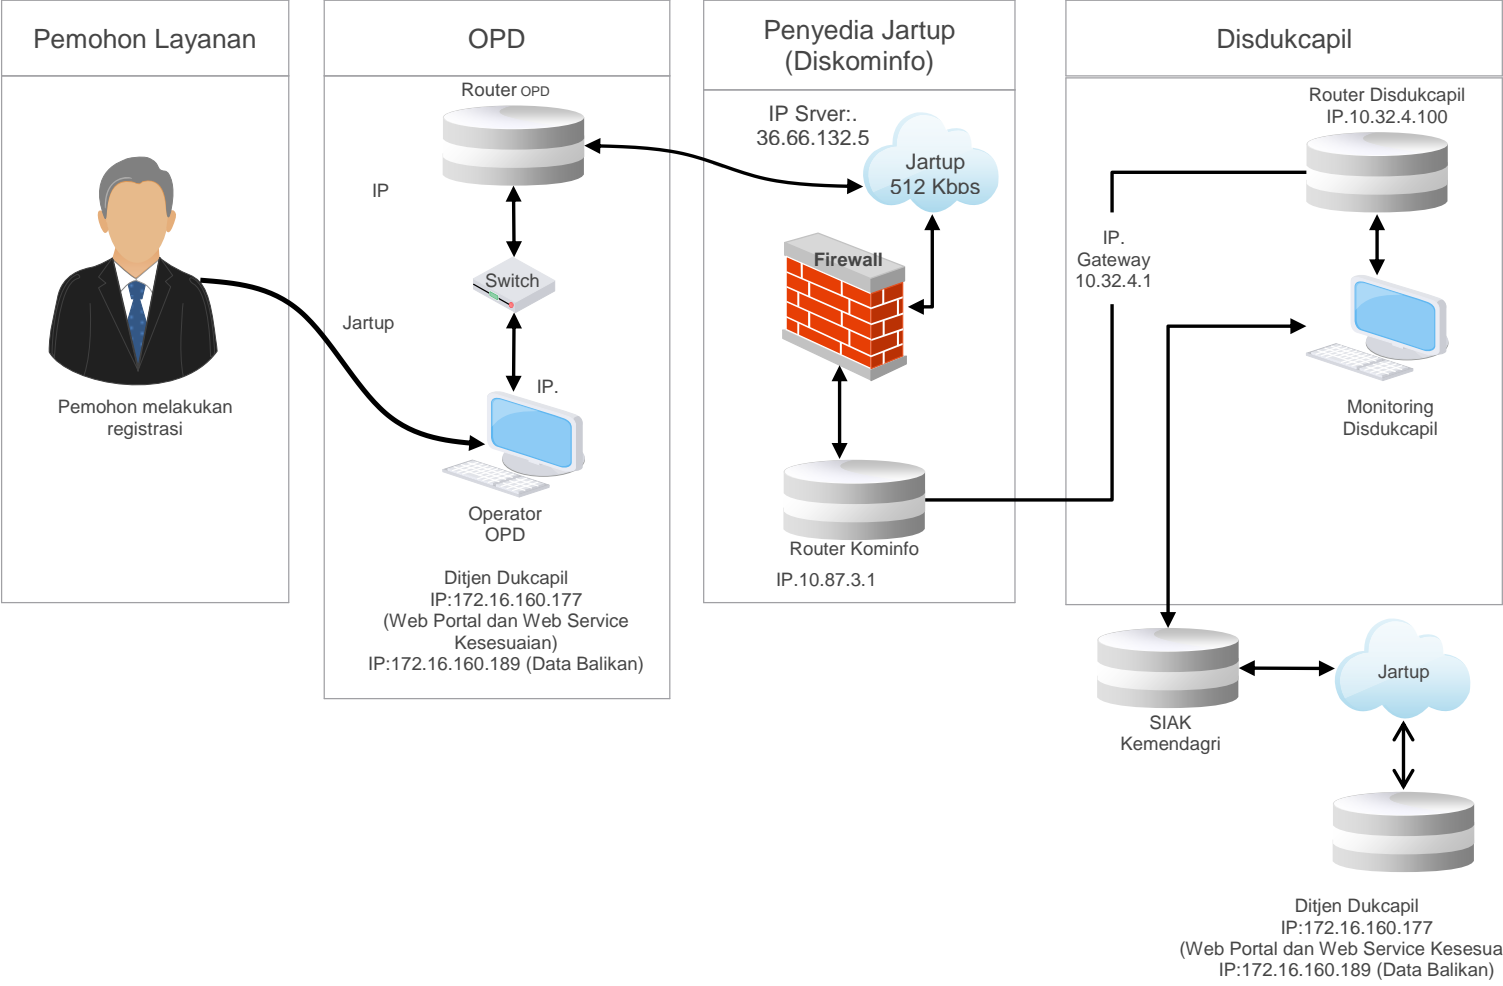 Pemohon Layanan
Pemohon melakukan
registrasi
OPD
Router OPD
IP
Switch
Jartup
IP.
Operator
OPD
Ditjen Dukcapil
IP:172.16.160.177
(Web Portal dan Web Service
Kesesuaian)
IP:172.16.160.189 (Data Balikan)
Penyedia Jartup
(Diskominfo)
IP Srver:.
36.66.132.5
Jartup
512 Kbps
Firewall
Router Kominfo
IP.10.87.3.1
Disdukcapil
Router Disdukcapil
IP.10.32.4.100
IP.
Gateway
10.32.4.1
Monitoring
Disdukcapil
SIAK
Kemendagri
Jartup
Ditjen Dukcapil
IP:172.16.160.177
(Web Portal dan Web Service Kesesua
IP:172.16.160.189 (Data Balikan)